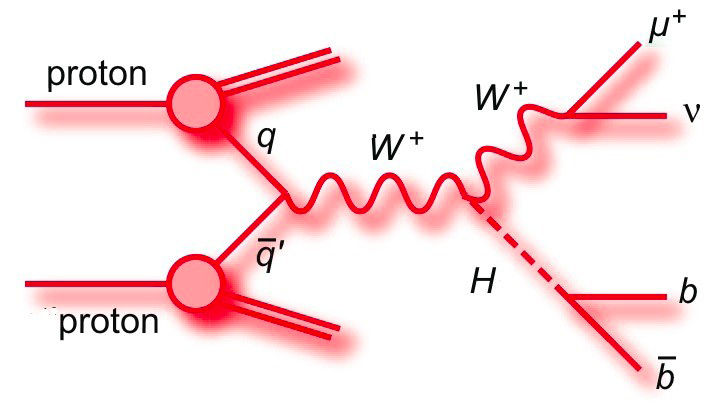 proton
q
W⁺
q̅′
proton
W⁺
μ⁺
ν
H
b
b̅